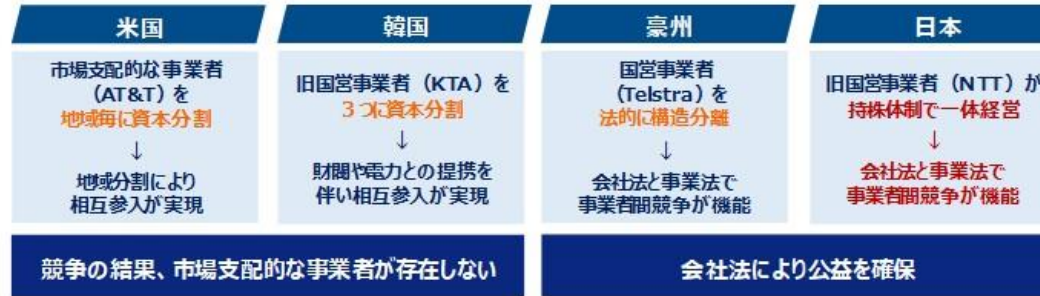 米国
市場支配的な事業者
（AT&T）を
地域毎に資本分割
↓
地域分割により
相互参入が実現
韓国
旧国営事業者（KTA）を
3つに資本分割
↓
財閥や電力との提携を
伴い相互参入が実現
豪州
国営事業者
（Telstra）を
法的に構造分離
↓
会社法と事業法で
事業者間競争が機能
日本
旧国営事業者（NTT）が
持株体制で一体経営
↓
会社法と事業法で
事業者間競争が機能
競争の結果、市場支配的な事業者が存在しない
会社法により公益を確保